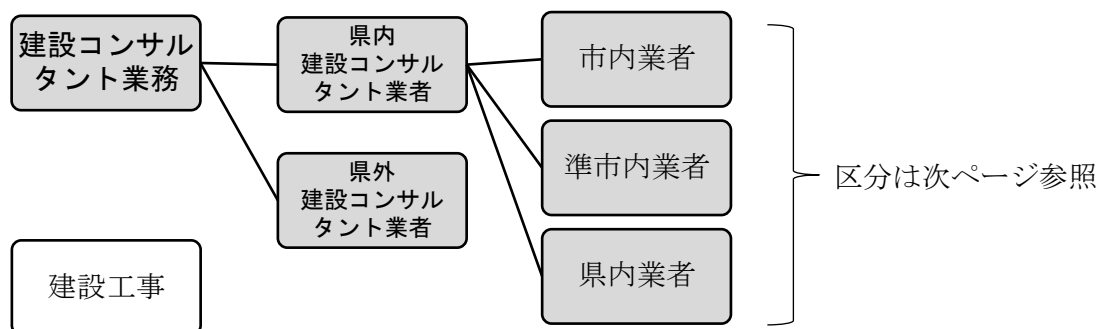 建設コンサル
タント業務
県内
建設コンサル
タント業者
県外
建設コンサル
タント業者
市内業者
準市内業者
県内業者
区分は次ページ参照
建設工事